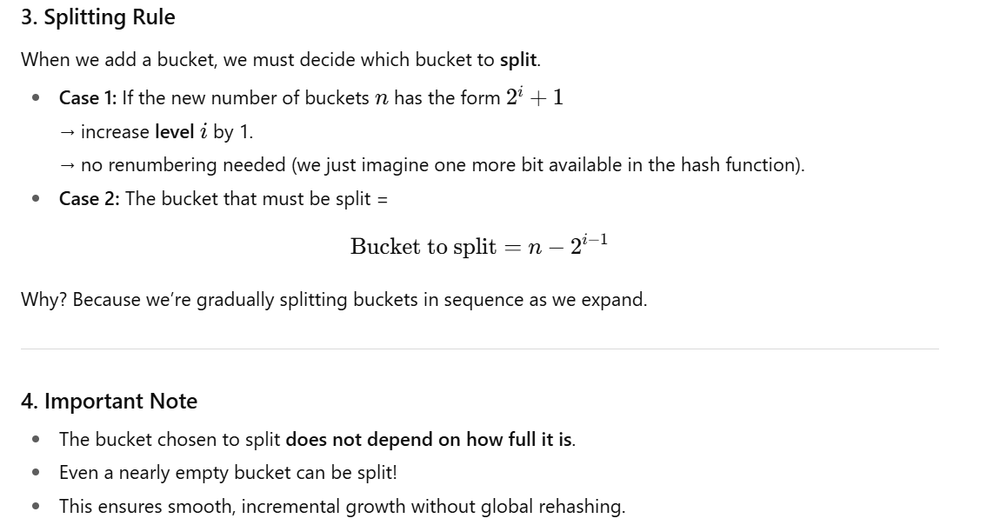 3. Splitting Rule
When we add a bucket, we must decide which bucket to split.
• Case 1: If the new number of buckets n has the form 2^i + 1
→ increase level i by 1.
→ no renumbering needed (we just imagine one more bit available in the hash function).
• Case 2: The bucket that must be split =
Bucket to split = n − 2^{i−1}
Why? Because we’re gradually splitting buckets in sequence as we expand.
4. Important Note
• The bucket chosen to split does not depend on how full it is.
• Even a nearly empty bucket can be split!
• This ensures smooth, incremental growth without global rehashing.